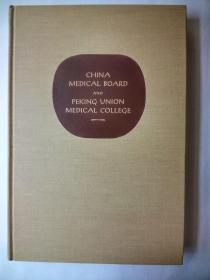 CHINA
MEDICAL BOARD
AND
PEKING UNION
MEDICAL COLLEGE